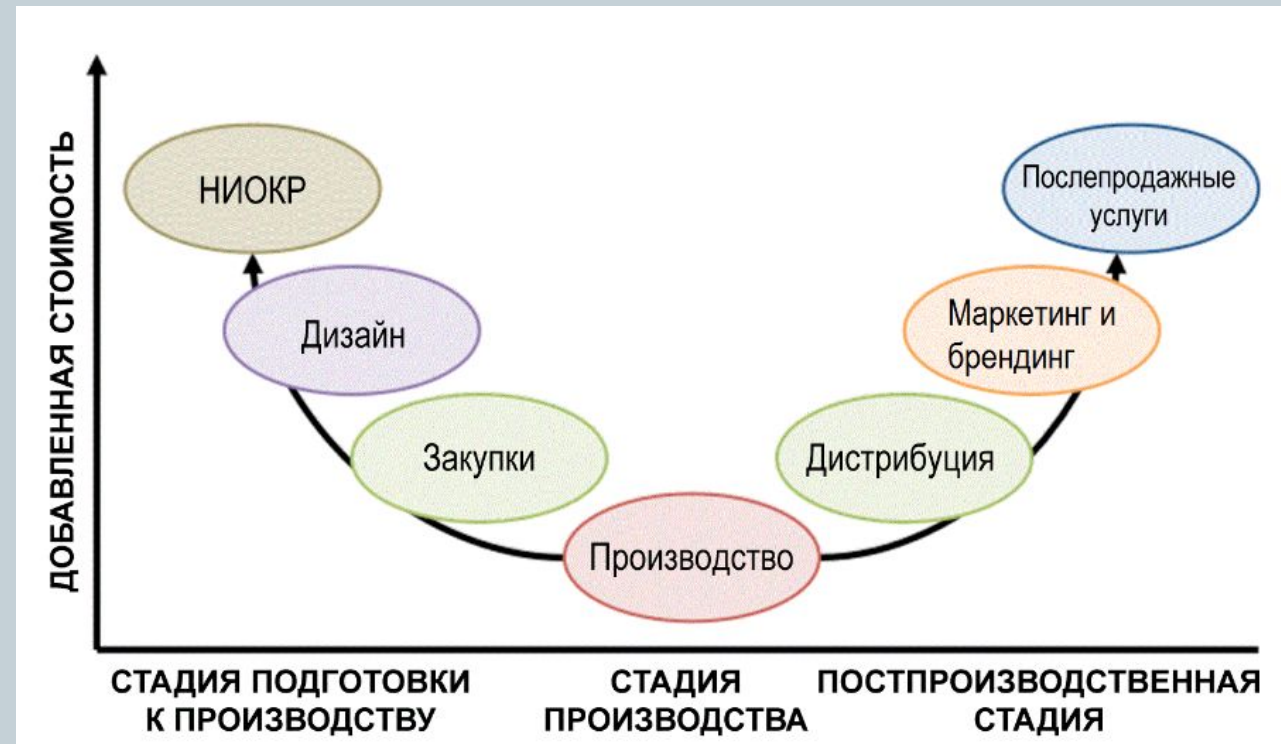 ДОБАВЛЕННАЯ СТОИМОСТЬ
НИОКР
Дизайн
Закупки
Производство
Дистрибуция
Маркетинг и
брендинг
Послепродажные
услуги
СТАДИЯ ПОДГОТОВКИ
К ПРОИЗВОДСТВУ
СТАДИЯ
ПРОИЗВОДСТВА
ПОСТПРОИЗВОДСТВЕННАЯ
СТАДИЯ